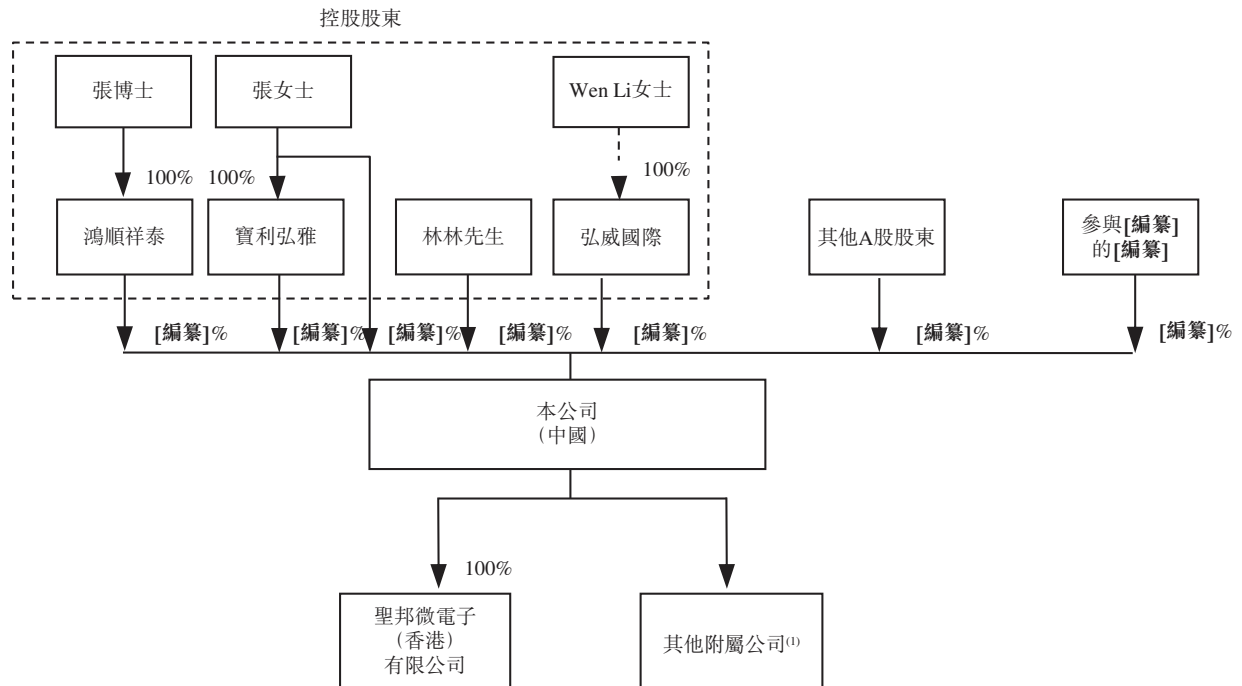 控股股東
張博士
張女士
Wen Li女士
100%
100%
100%
鴻順祥泰
寶利弘雅
林林先生
弘威國際
其他A股股東
參與[編纂]
的[編纂]
[編纂]%
[編纂]%
[編纂]%
[編纂]%
[編纂]%
[編纂]%
[編纂]%
本公司
（中國）
100%
聖邦微電子
（香港）
有限公司
其他附屬公司(1)